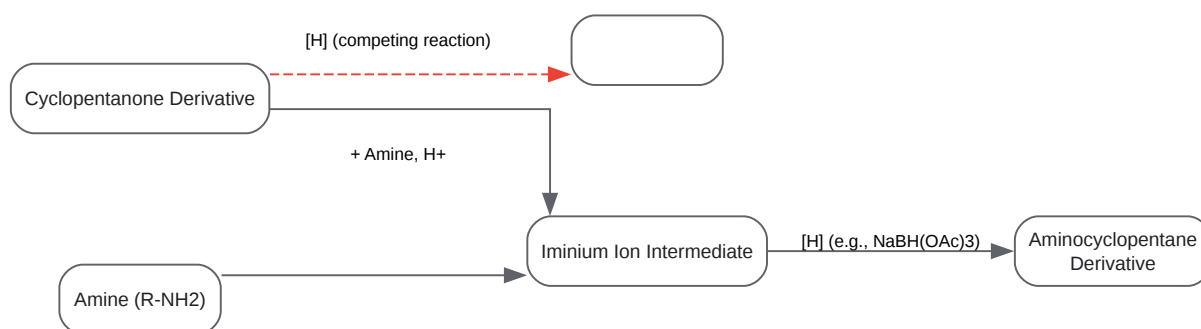 [H] (competing reaction)
Cyclopentanone Derivative
+ Amine, H+
Iminium Ion Intermediate
[H] (e.g., NaBH(OAc)3)
Aminocyclopentane
Derivative
Amine (R-NH2)